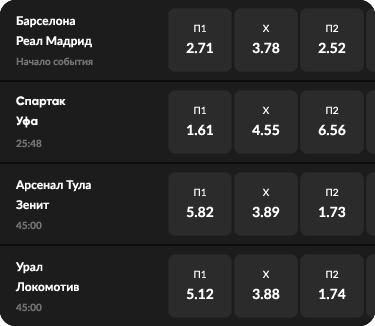 Барселона
Реал Мадрид
Начало события
П1 X П2
2.71 3.78 2.52
Спартак
Уфа
25:48
П1 X П2
1.61 4.55 6.56
Арсенал Тула
Зенит
45:00
П1 X П2
5.82 3.89 1.73
Урал
Локомотив
45:00
П1 X П2
5.12 3.88 1.74